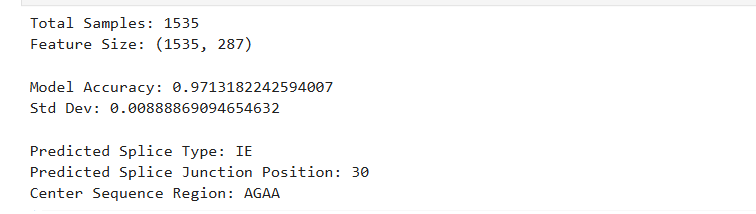 Total Samples: 1535
Feature Size: (1535, 287)
Model Accuracy: 0.9713182242594007
Std Dev: 0.00888869094654632
Predicted Splice Type: IE
Predicted Splice Junction Position: 30
Center Sequence Region: AGAA